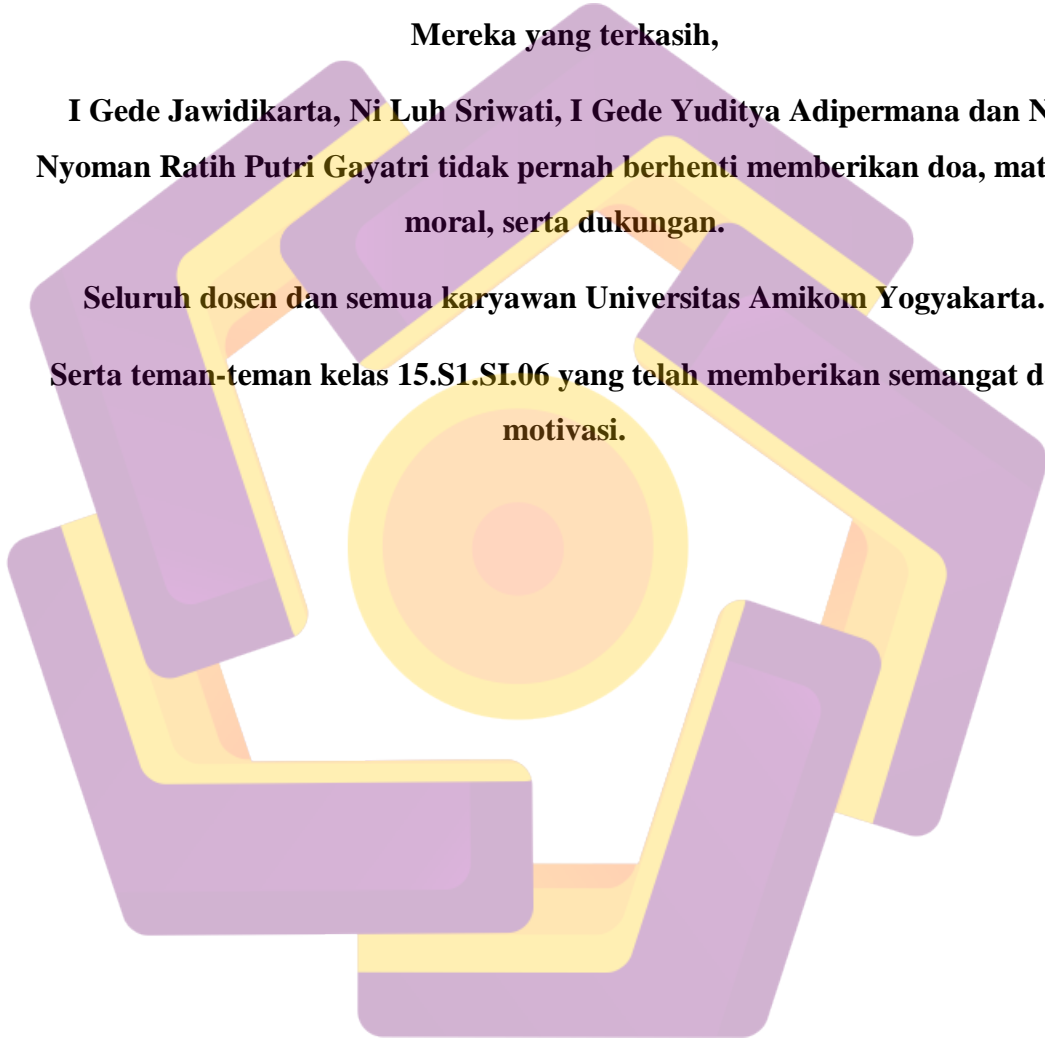 Mereka yang terkasih,
I Gede Jawidikarta, Ni Luh Sriwati, I Gede Yuditya Adipermana dan N
Nyoman Ratih Putri Gayatri tidak pernah berhenti memberikan doa, mat
moral, serta dukungan.
Seluruh dosen dan semua karyawan Universitas Amikom Yogyakarta.
Serta teman-teman kelas 15.S1.SI.06 yang telah memberikan semangat d
motivasi.